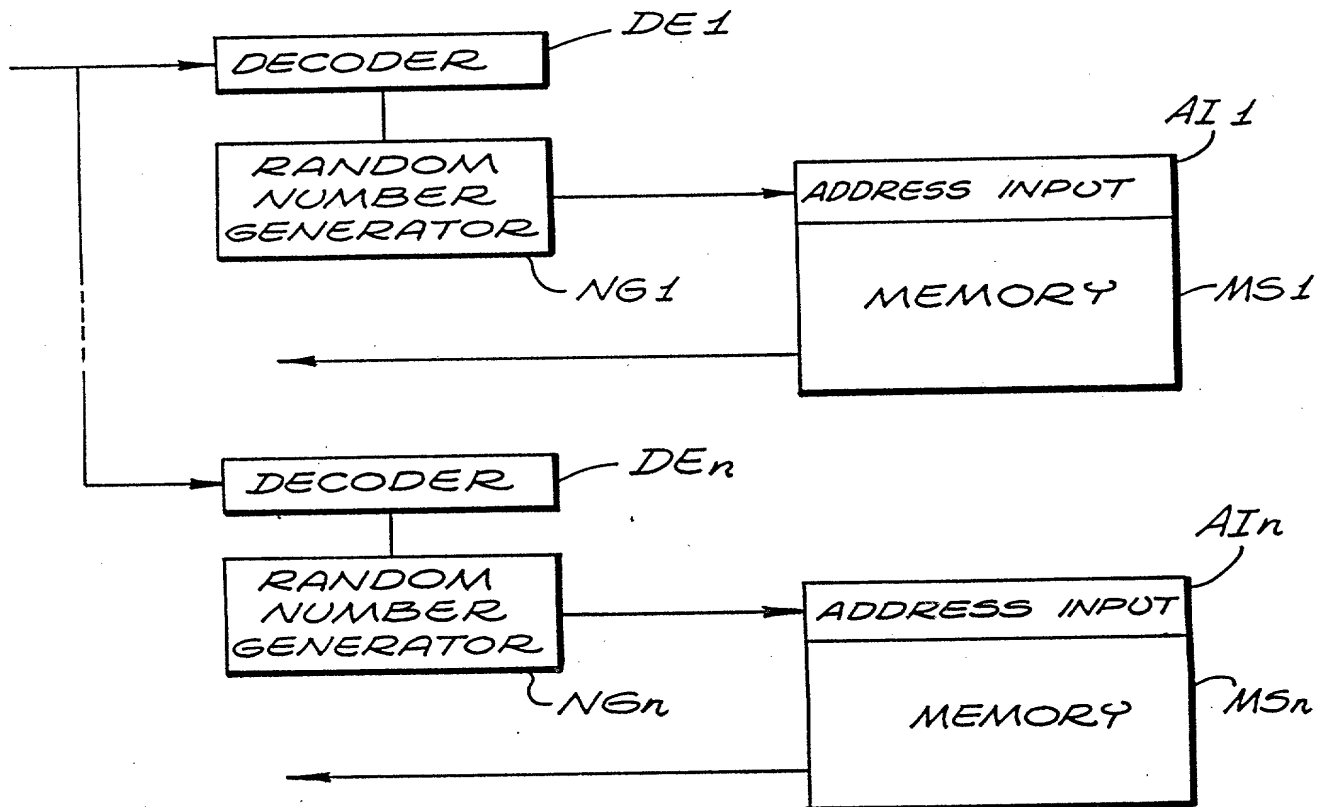 DE1
DECODER
AI1
RANDOM
NUMBER
GENERATOR
ADDRESS INPUT
NG1
MEMORY
MS1
DEn
DECODER
AIn
RANDOM
NUMBER
GENERATOR
ADDRESS INPUT
NGn
MEMORY
MSn